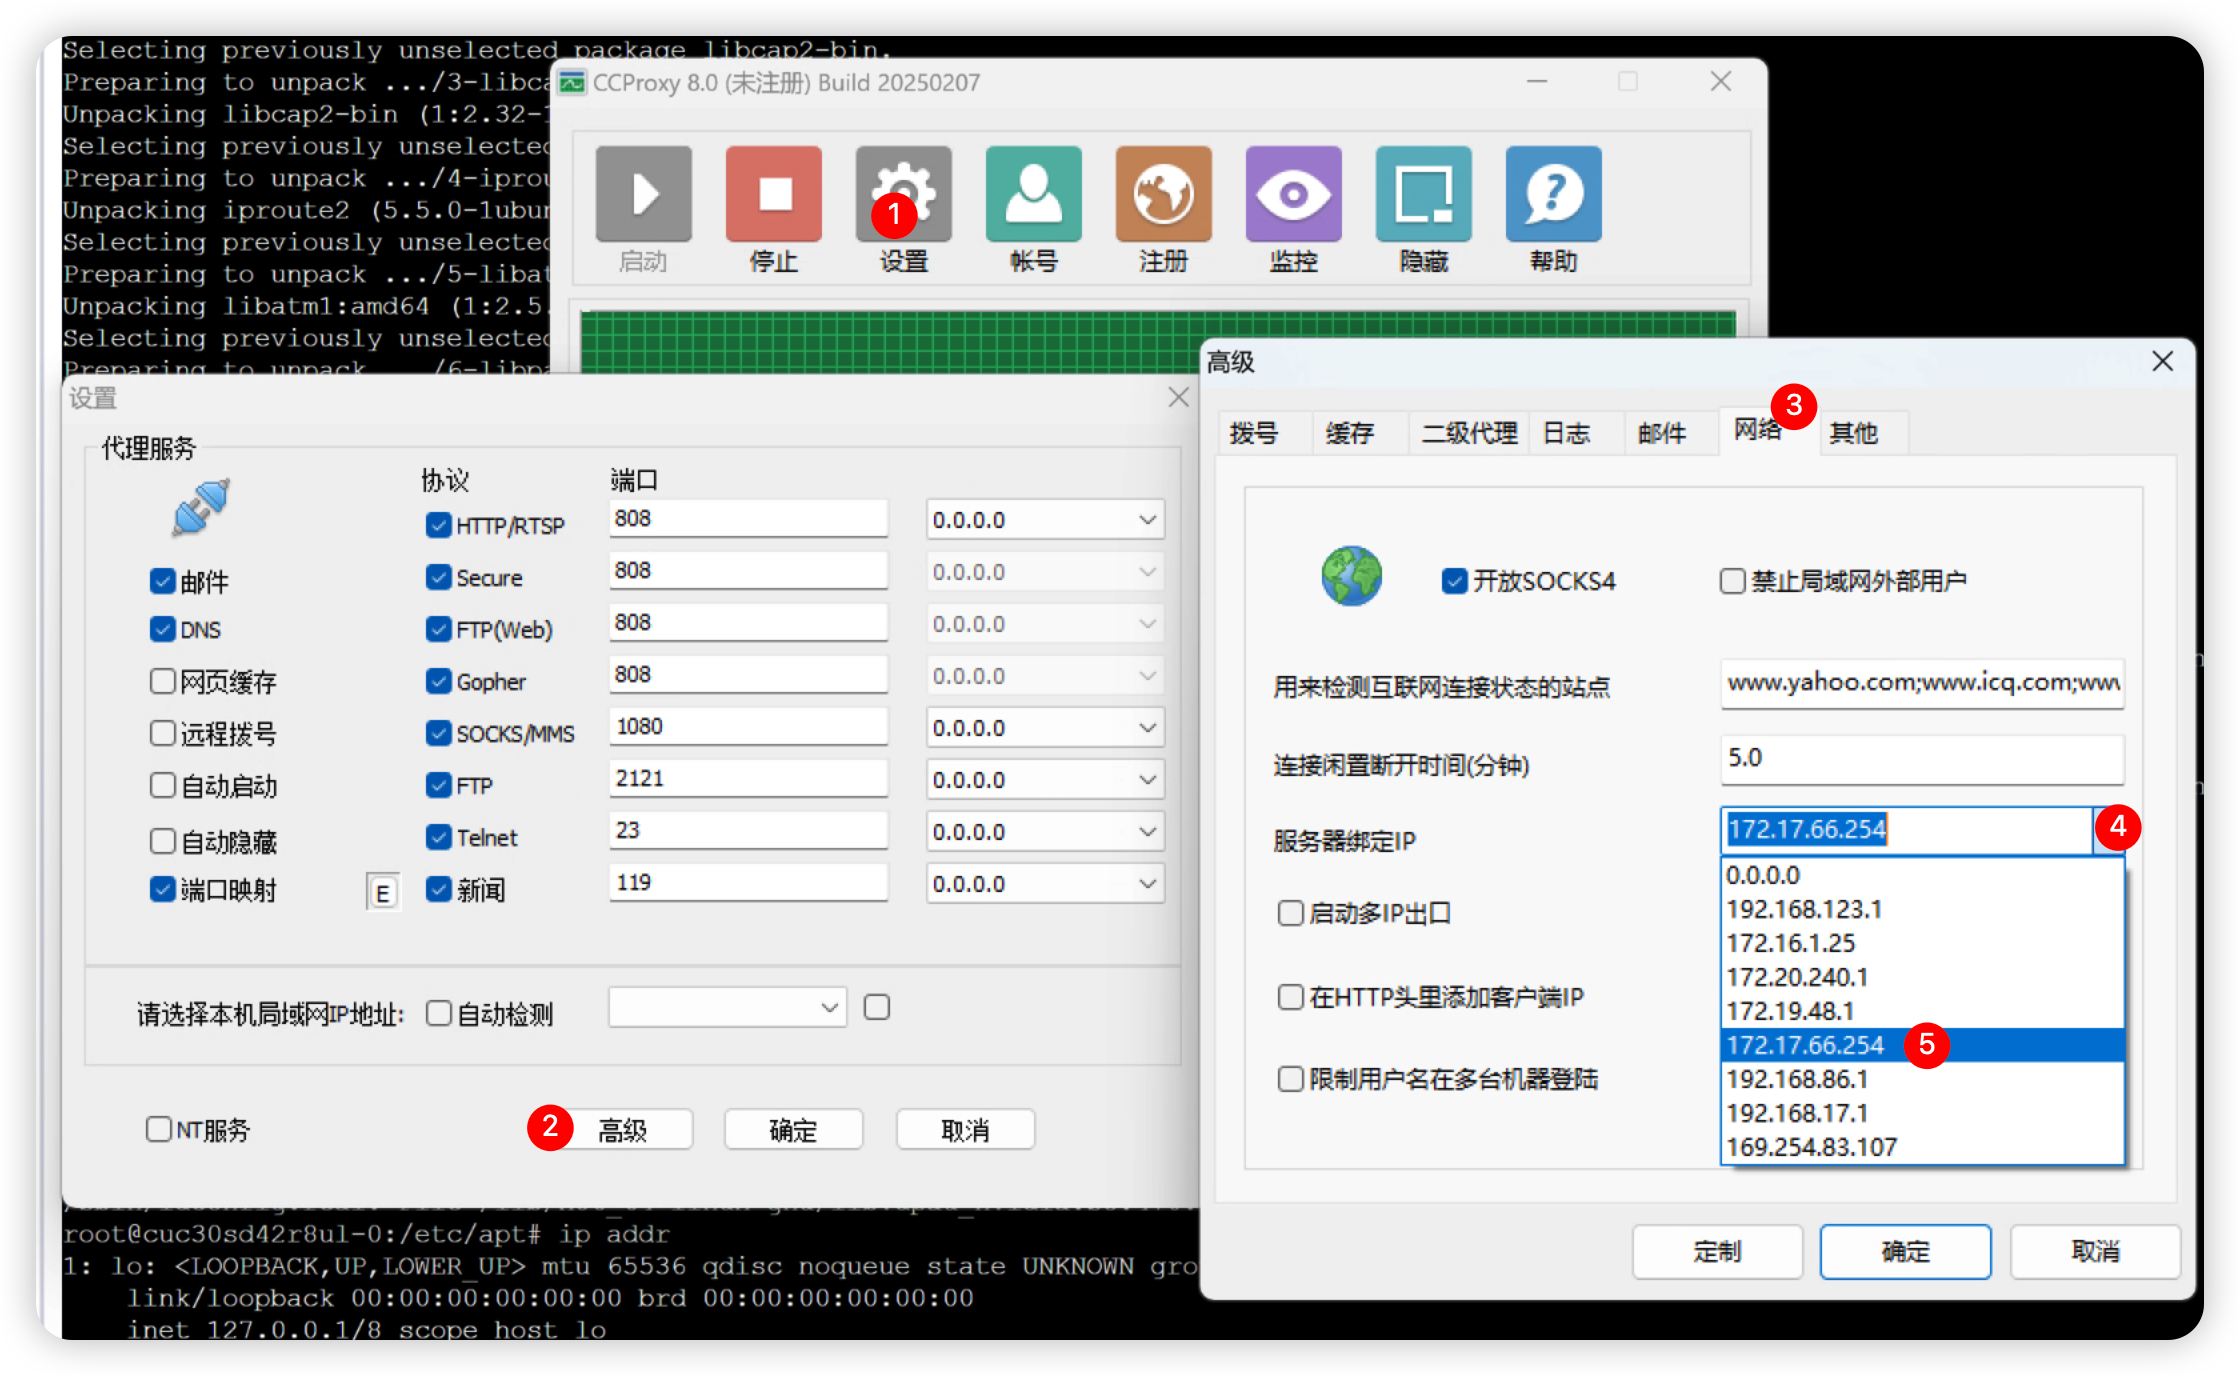 Selecting previously unselected package libcap2-bin.
Preparing to unpack .../3-libca
Unpacking libcap2-bin (1:2.32-1
Selecting previously unselected
Preparing to unpack .../4-iprou
Unpacking iproute2 (5.5.0-1ubun
Selecting previously unselected
Preparing to unpack .../5-libat
Unpacking libatm1:amd64 (1:2.5.
Selecting previously unselected
Preparing to unpack .../6-libpa
CCProxy 8.0 (未注册) Build 20250207
1
启动
停止
设置
帐号
注册
监控
隐藏
帮助
设置
代理服务
协议
端口
HTTP/RTSP 808 0.0.0.0
邮件
Secure 808 0.0.0.0
DNS
FTP(Web) 808 0.0.0.0
网页缓存
Gopher 808 0.0.0.0
远程拨号
SOCKS/MMS 1080 0.0.0.0
自动启动
FTP 2121 0.0.0.0
自动隐藏
Telnet 23 0.0.0.0
端口映射
E
新闻 119 0.0.0.0
请选择本机局域网IP地址:
自动检测
NT服务
2
高级
确定
取消
高级
拨号
缓存
二级代理
日志
邮件
网络
3
其他
开放SOCKS4
禁止局域网外部用户
用来检测互联网连接状态的站点
www.yahoo.com;www.icq.com;www
连接闲置断开时间(分钟)
5.0
服务器绑定IP
172.17.66.254
4
0.0.0.0
192.168.123.1
172.16.1.25
172.20.240.1
172.19.48.1
172.17.66.254
5
192.168.86.1
192.168.17.1
169.254.83.107
启动多IP出口
在HTTP头里添加客户端IP
限制用户名在多台机器登陆
定制
确定
取消
root@cuc30sd42r8ul-0:/etc/apt# ip addr
1: lo: <LOOPBACK,UP,LOWER_UP> mtu 65536 qdisc noqueue state UNKNOWN gro
link/loopback 00:00:00:00:00:00 brd 00:00:00:00:00:00
inet 127.0.0.1/8 scope host lo